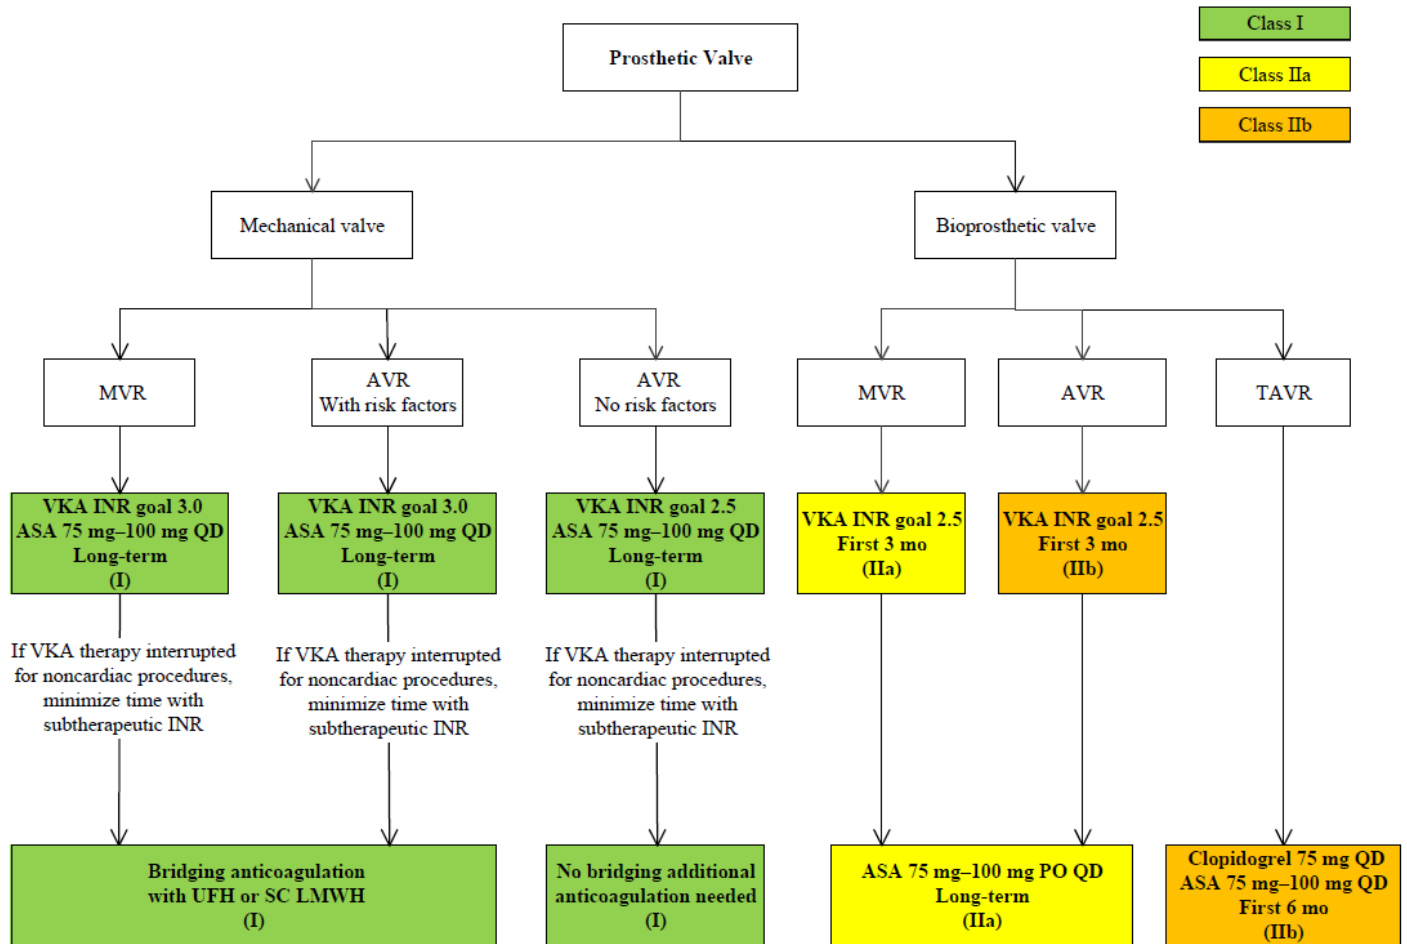 Class I
Class IIa
Class IIb
Prosthetic Valve
Mechanical valve
Bioprosthetic valve
MVR
AVR
With risk factors
AVR
No risk factors
MVR
AVR
TAVR
VKA INR goal 3.0
ASA 75 mg–100 mg QD
Long-term
(I)
VKA INR goal 3.0
ASA 75 mg–100 mg QD
Long-term
(I)
VKA INR goal 2.5
ASA 75 mg–100 mg QD
Long-term
(I)
VKA INR goal 2.5
First 3 mo
(IIa)
VKA INR goal 2.5
First 3 mo
(IIb)
If VKA therapy interrupted
for noncardiac procedures,
minimize time with
subtherapeutic INR
If VKA therapy interrupted
for noncardiac procedures,
minimize time with
subtherapeutic INR
If VKA therapy interrupted
for noncardiac procedures,
minimize time with
subtherapeutic INR
Bridging anticoagulation
with UFH or SC LMWH
(I)
No bridging additional
anticoagulation needed
(I)
ASA 75 mg–100 mg PO QD
Long-term
(IIa)
Clopidogrel 75 mg QD
ASA 75 mg–100 mg QD
First 6 mo
(IIb)